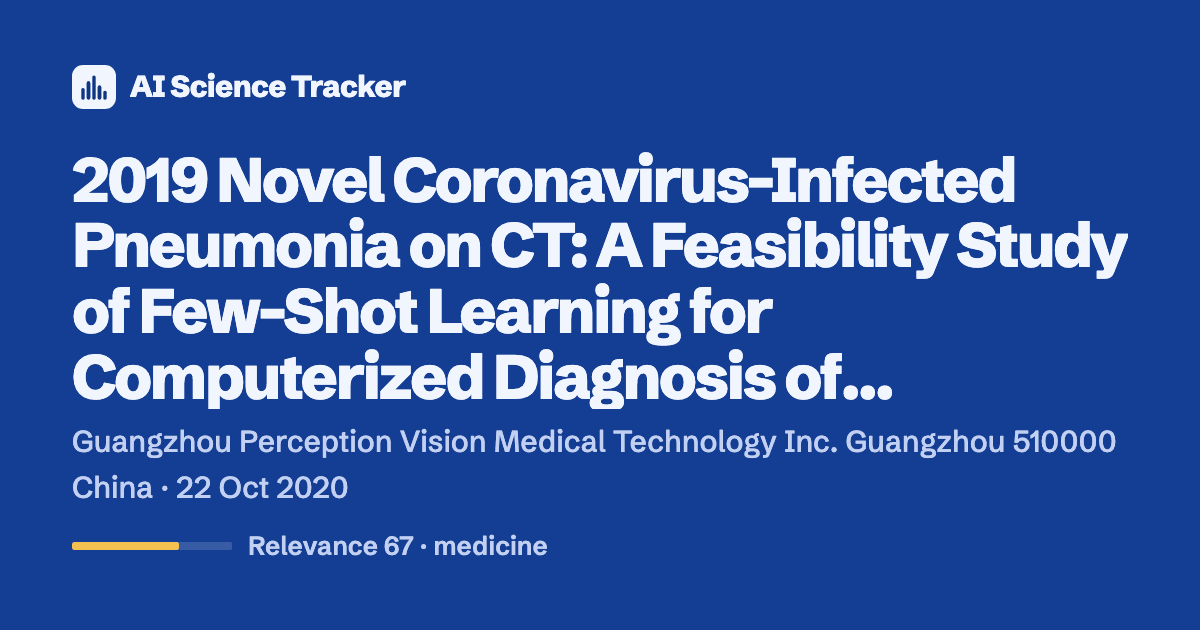 AI Science Tracker
2019 Novel Coronavirus-Infected
Pneumonia on CT: A Feasibility Study
of Few-Shot Learning for
Computerized Diagnosis of...
Guangzhou Perception Vision Medical Technology Inc. Guangzhou 510000
China · 22 Oct 2020
Relevance 67 · medicine